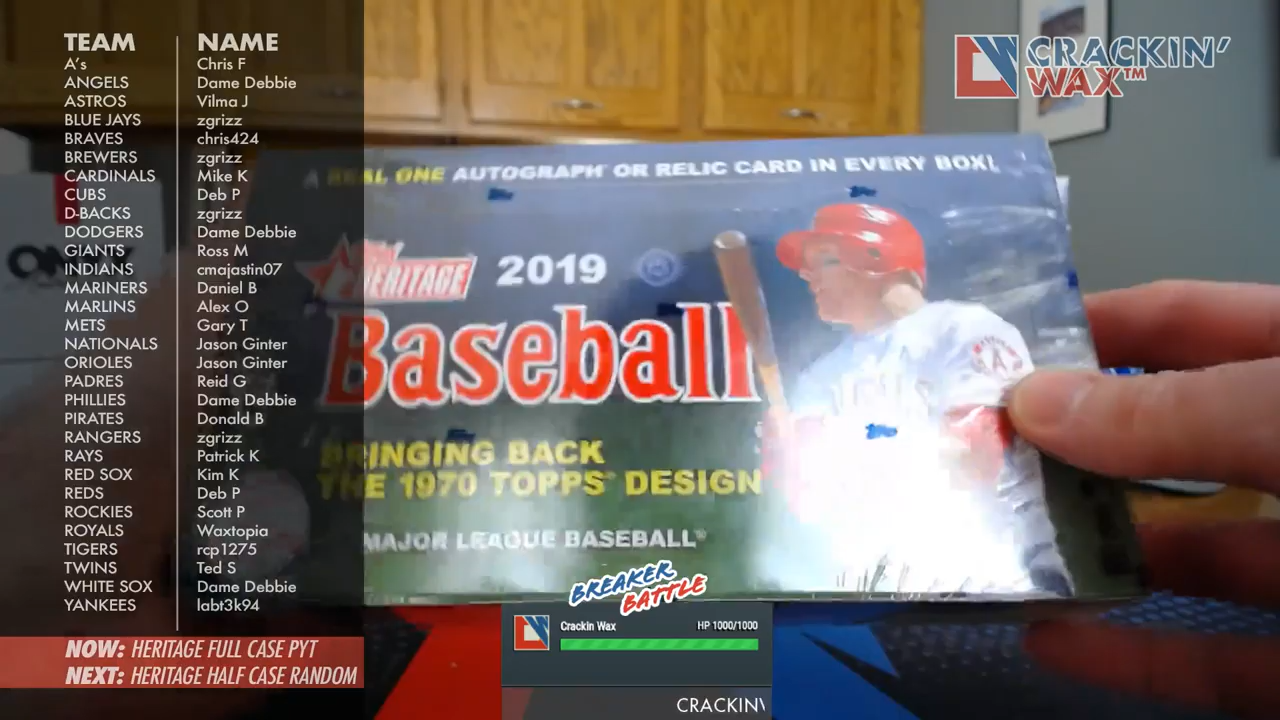 TEAM NAME
A's Chris F
ANGELS Dame Debbie
ASTROS Vilma J
BLUE JAYS zgrizz
BRAVES chris424
BREWERS zgrizz
CARDINALS Mike K
CUBS Deb P
D-BACKS zgrizz
DODGERS Dame Debbie
GIANTS Ross M
INDIANS cmajastin07
MARINERS Daniel B
MARLINS Alex O
METS Gary T
NATIONALS Jason Ginter
ORIOLES Jason Ginter
PADRES Reid G
PHILLIES Dame Debbie
PIRATES Donald B
RANGERS zgrizz
RAYS Patrick K
RED SOX Kim K
REDS Deb P
ROCKIES Scott P
ROYALS Waxtopia
TIGERS rcp1275
TWINS Ted S
WHITE SOX Dame Debbie
YANKEES labt3k94
NOW: HERITAGE FULL CASE PYT
NEXT: HERITAGE HALF CASE RANDOM
CRACKIN'
WAX™
A REAL ONE AUTOGRAPH OR RELIC CARD IN EVERY BOX!
HERITAGE 2019
Baseball
BRINGING BACK
THE 1970 TOPPS® DESIGN
MAJOR LEAGUE BASEBALL®
BREAKER
BATTLE
Crackin Wax HP 1000/1000
CRACKIN